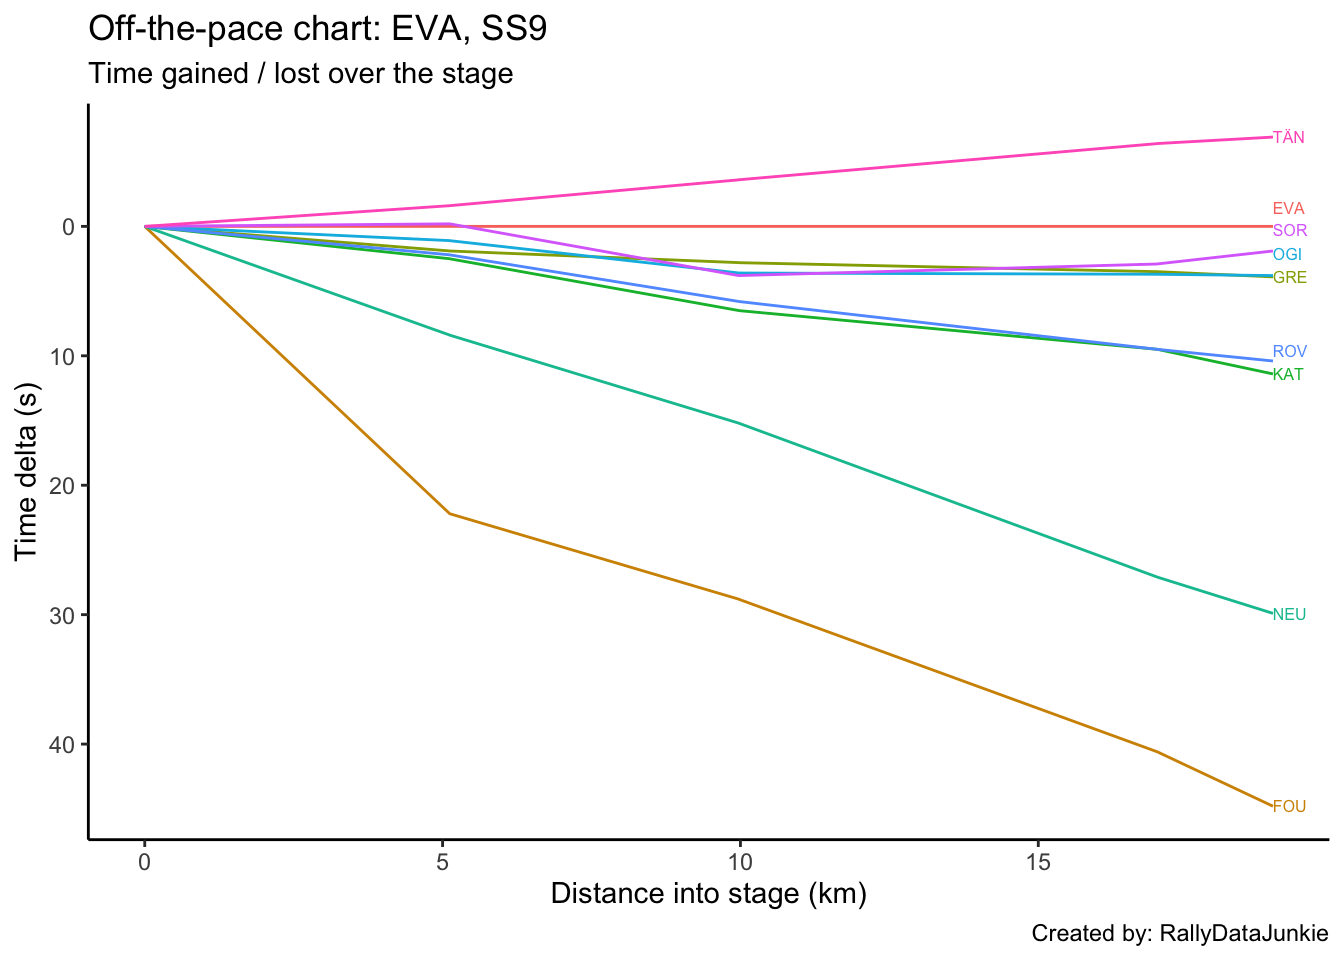 Off-the-pace chart: EVA, SS9
Time gained / lost over the stage
TÄN
EVA
SOR
OGI
GRE
ROV
KAT
NEU
FOU
0
10
20
30
40
Time delta (s)
0 5 10 15
Distance into stage (km)
Created by: RallyDataJunkie